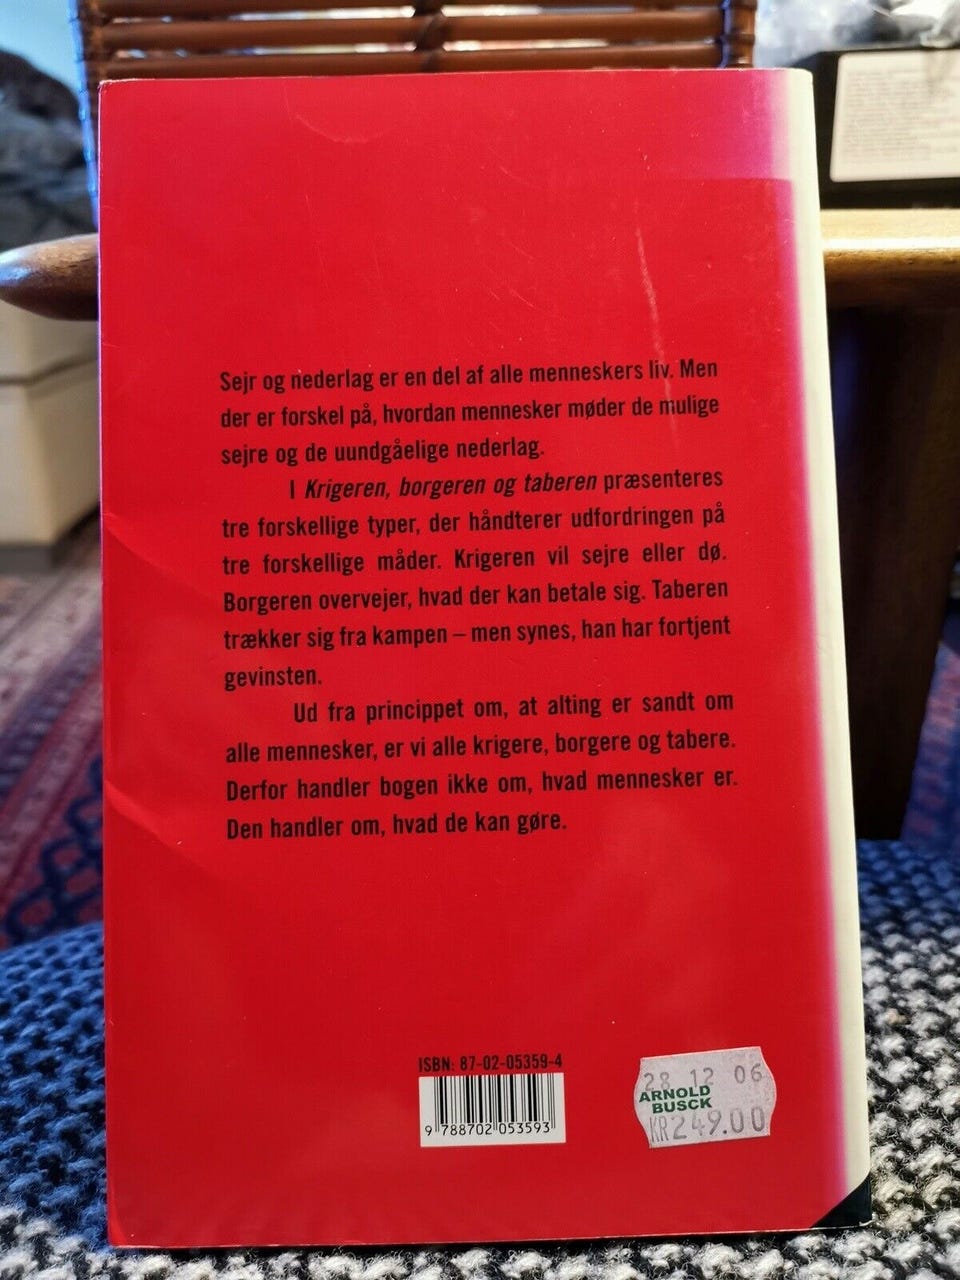 Sejr og nederlag er en del af alle menneskers liv. Men
der er forskel på, hvordan mennesker møder de mulige
sejre og de uundgåelige nederlag.
I Krigeren, borgeren og taberen præsenteres
tre forskellige typer, der håndterer udfordringen på
tre forskellige måder. Krigeren vil sejre eller dø.
Borgeren overvejer, hvad der kan betale sig. Taberen
trækker sig fra kampen – men synes, han har fortjent
gevinsten.
Ud fra princippet om, at alting er sandt om
alle mennesker, er vi alle krigere, borgere og tabere.
Derfor handler bogen ikke om, hvad mennesker er.
Den handler om, hvad de kan gøre.
ISBN: 87-02-05359-4
9 788702 053593
28 12 06
ARNOLD
BUSCK
KR249.00